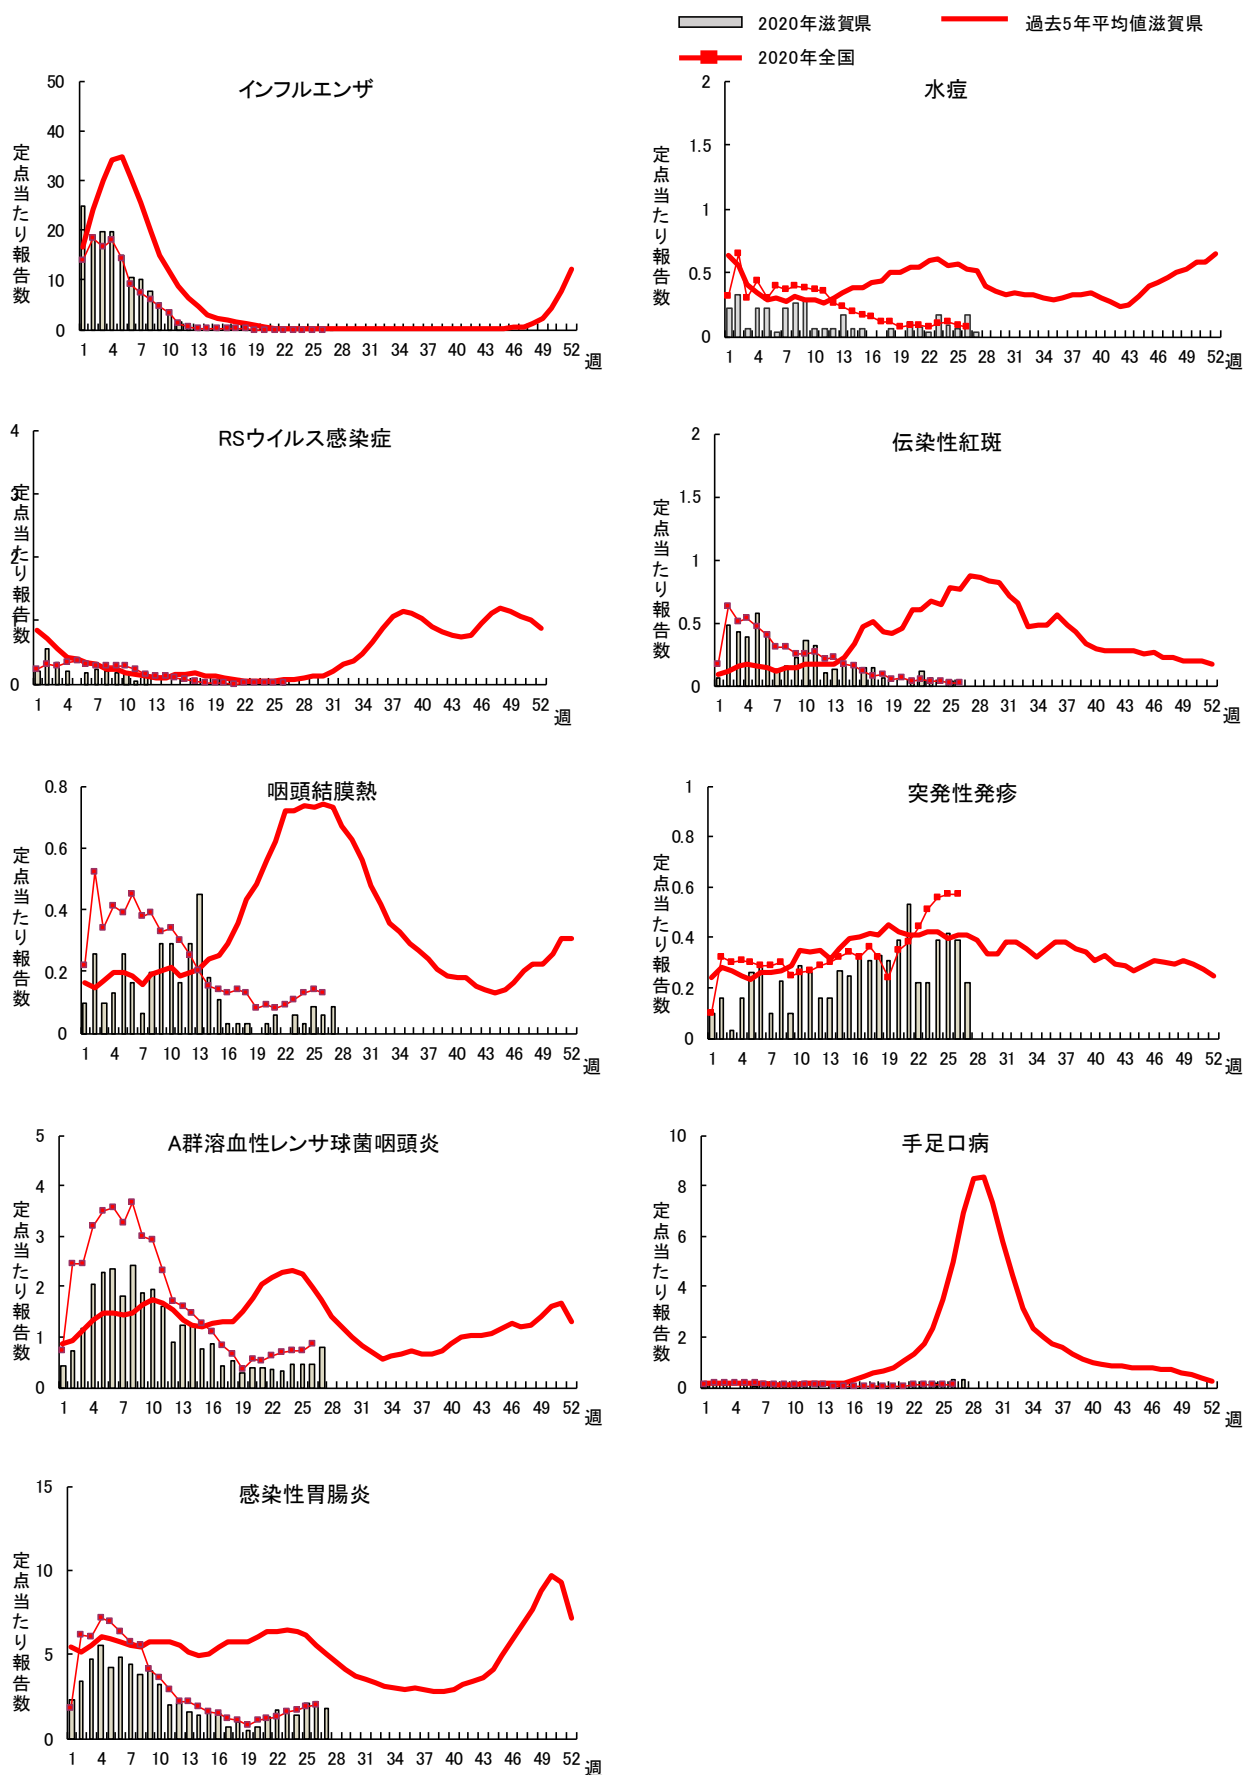 2020年滋賀県
過去5年平均値滋賀県
2020年全国
インフルエンザ
定点当たり報告数
50
40
30
20
10
0
1 4 7 10 13 16 19 22 25 28 31 34 37 40 43 46 49 52 週
水痘
定点当たり報告数
2
1.5
1
0.5
0
1 4 7 10 13 16 19 22 25 28 31 34 37 40 43 46 49 52 週
RSウイルス感染症
定点当たり報告数
4
3
2
1
0
1 4 7 10 13 16 19 22 25 28 31 34 37 40 43 46 49 52 週
伝染性紅斑
定点当たり報告数
2
1.5
1
0.5
0
1 4 7 10 13 16 19 22 25 28 31 34 37 40 43 46 49 52 週
咽頭結膜熱
定点当たり報告数
0.8
0.6
0.4
0.2
0
1 4 7 10 13 16 19 22 25 28 31 34 37 40 43 46 49 52 週
突発性発疹
定点当たり報告数
1
0.8
0.6
0.4
0.2
0
1 4 7 10 13 16 19 22 25 28 31 34 37 40 43 46 49 52 週
A群溶血性レンサ球菌咽頭炎
定点当たり報告数
5
4
3
2
1
0
1 4 7 10 13 16 19 22 25 28 31 34 37 40 43 46 49 52 週
手足口病
定点当たり報告数
10
8
6
4
2
0
1 4 7 10 13 16 19 22 25 28 31 34 37 40 43 46 49 52 週
感染性胃腸炎
定点当たり報告数
15
10
5
0
1 4 7 10 13 16 19 22 25 28 31 34 37 40 43 46 49 52 週